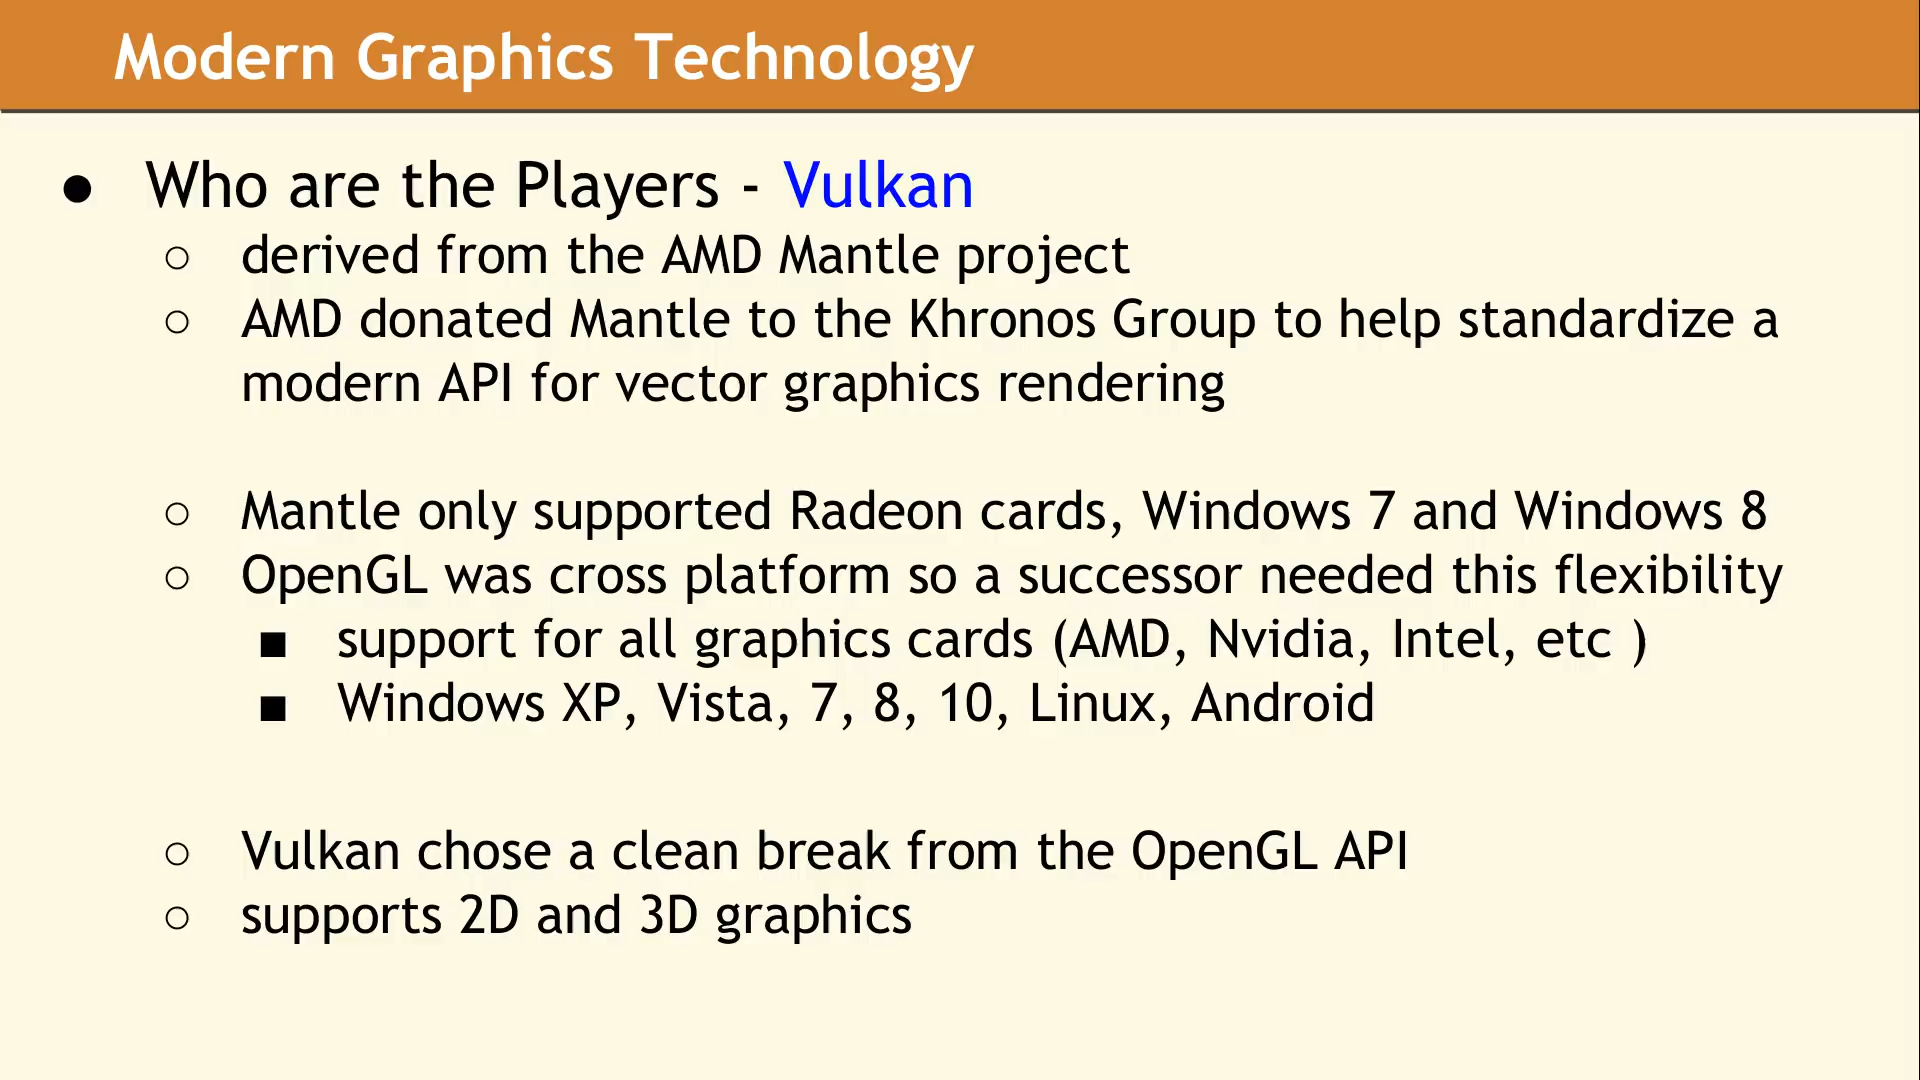 Modern Graphics Technology
● Who are the Players - Vulkan
○ derived from the AMD Mantle project
○ AMD donated Mantle to the Khronos Group to help standardize a
modern API for vector graphics rendering
○ Mantle only supported Radeon cards, Windows 7 and Windows 8
○ OpenGL was cross platform so a successor needed this flexibility
■ support for all graphics cards (AMD, Nvidia, Intel, etc )
■ Windows XP, Vista, 7, 8, 10, Linux, Android
○ Vulkan chose a clean break from the OpenGL API
○ supports 2D and 3D graphics